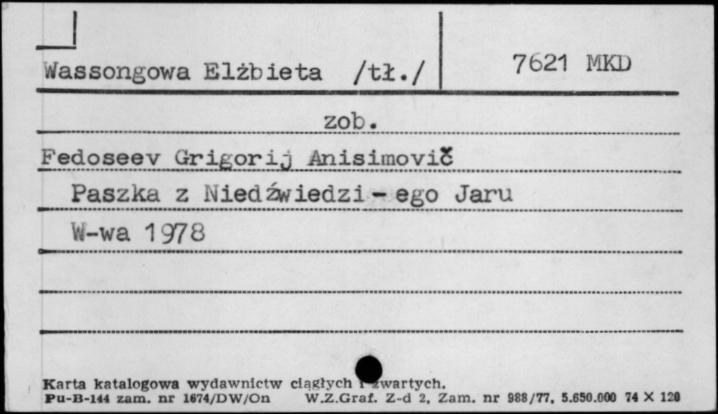 Wassongowa Elżbieta /tł./ 7621 MKD
zob.
Fedoseev Grigorij Anisimovič
Paszka z Niedźwiedzi-ego Jaru
W-wa 1978
Karta katalogowa wydawnictw ciągłych i zwartych.
Pu-B-144 zam. nr 1674/DW/On W.Z.Graf. Z-d 2, Zam. nr 988/77, 5.650.000 74 X 120